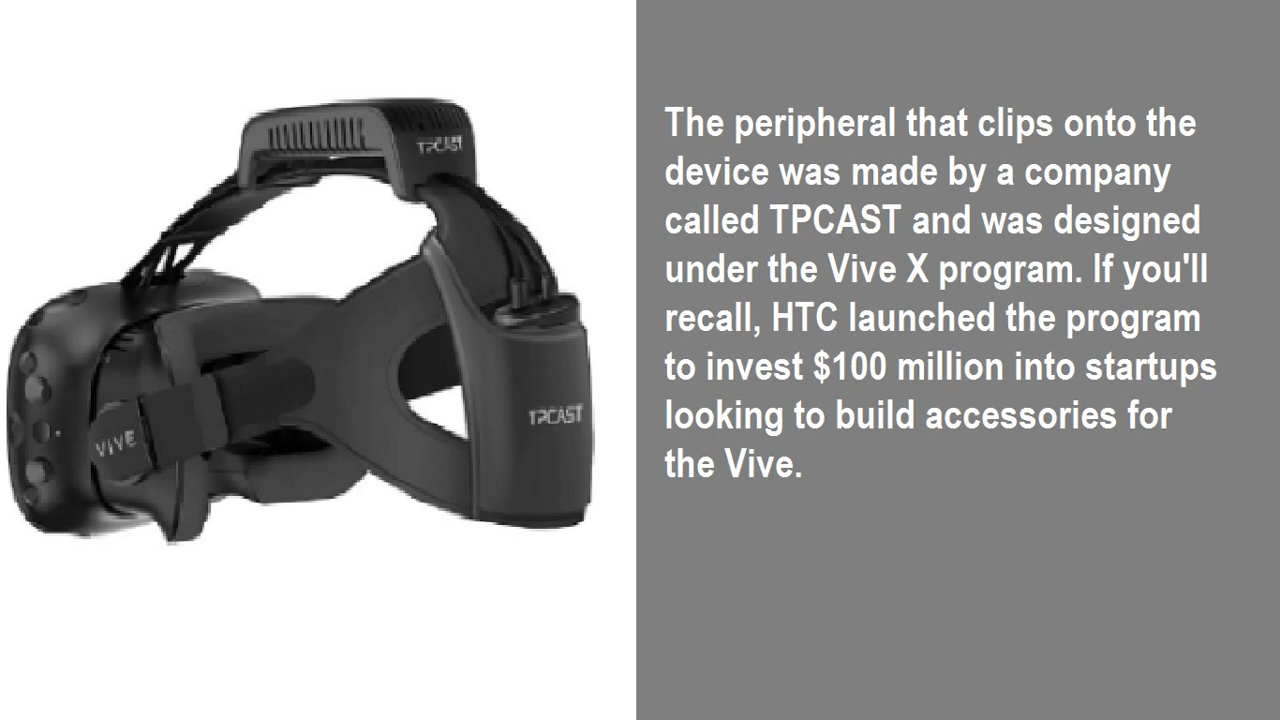 TPCAST
The peripheral that clips onto the
device was made by a company
called TPCAST and was designed
under the Vive X program. If you'll
recall, HTC launched the program
to invest $100 million into startups
looking to build accessories for
the Vive.
TPCAST
VIVE